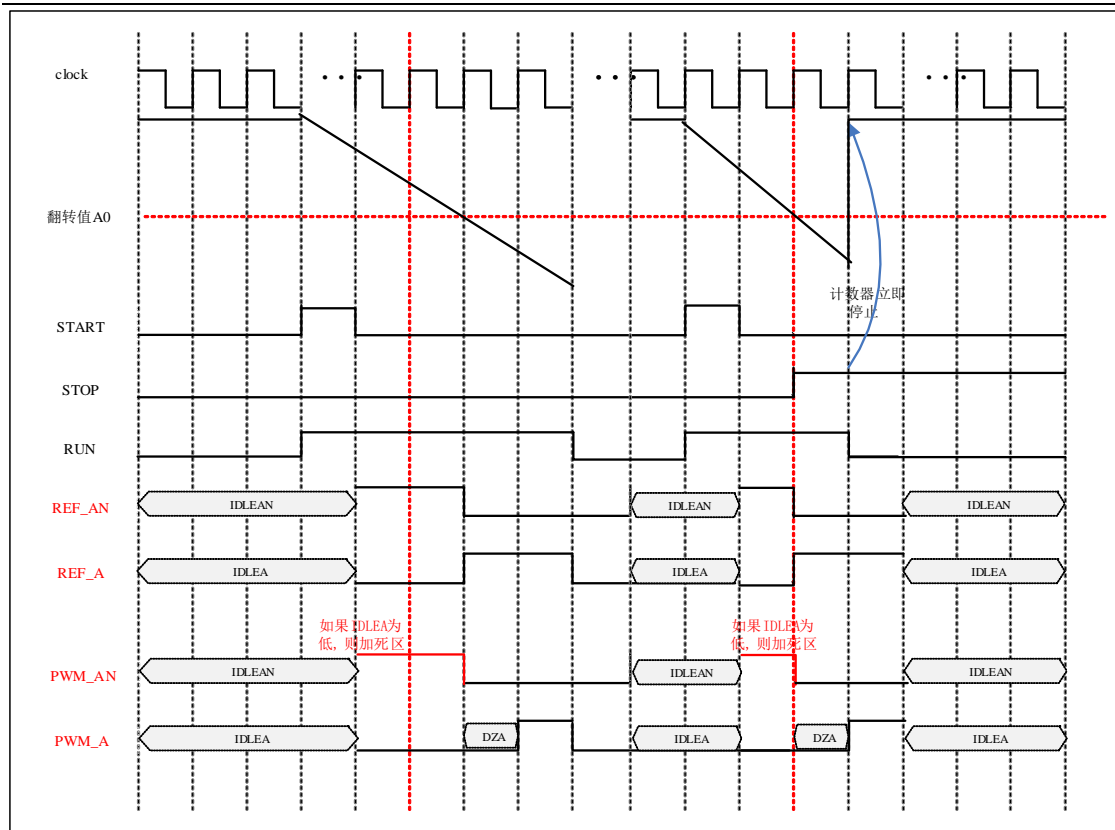 clock
翻转值A0
计数器立即
停止
START
STOP
RUN
REF_AN
IDLEAN
IDLEAN
IDLEAN
REF_A
IDLEA
IDLEA
IDLEA
如果IDLEA为
低, 则加死区
如果IDLEA为
低, 则加死区
PWM_AN
IDLEAN
IDLEAN
IDLEAN
PWM_A
IDLEA
DZA
IDLEA
DZA
IDLEA